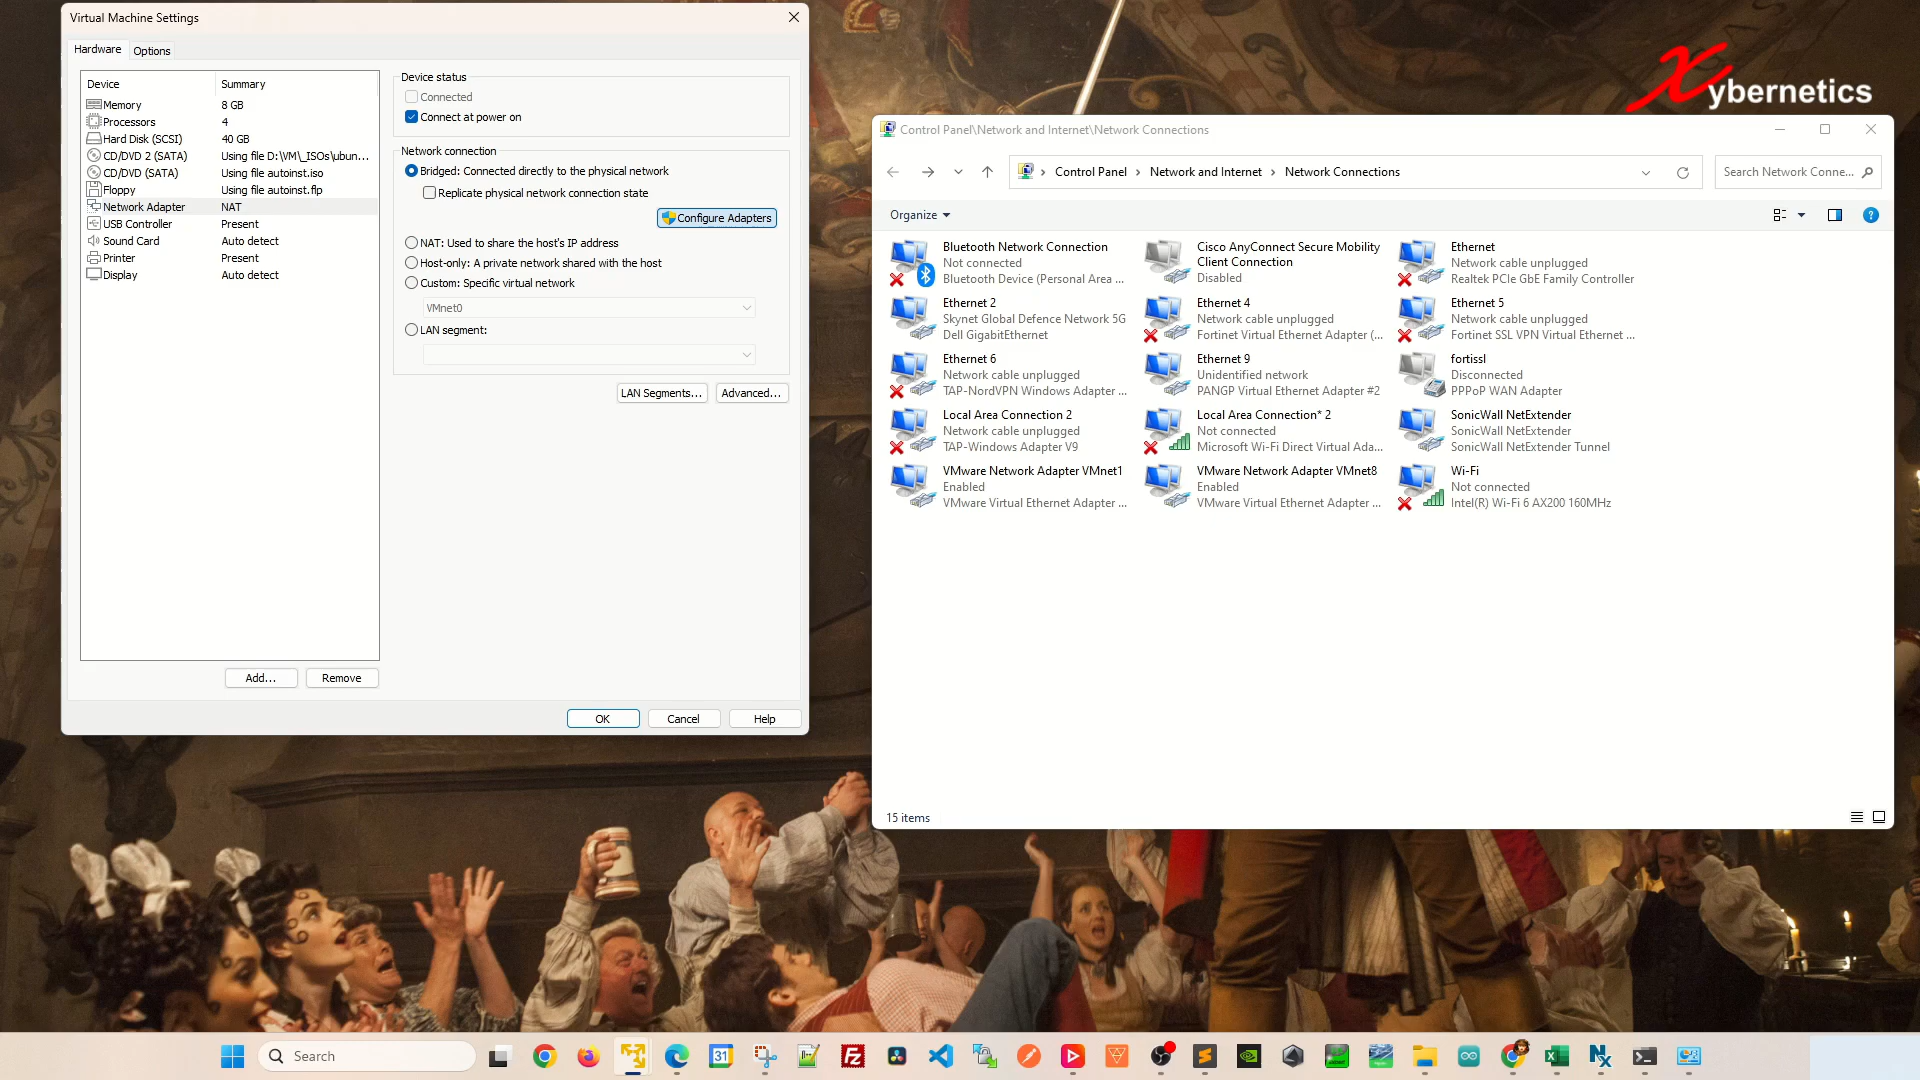 Virtual Machine Settings
Hardware
Options
Device Summary
Memory 8 GB
Processors 4
Hard Disk (SCSI) 40 GB
CD/DVD 2 (SATA) Using file D:\VM\_ISOs\ubun...
CD/DVD (SATA) Using file autoinst.iso
Floppy Using file autoinst.flp
Network Adapter NAT
USB Controller Present
Sound Card Auto detect
Printer Present
Display Auto detect
Add...
Remove
Device status
Connected
Connect at power on
Network connection
Bridged: Connected directly to the physical network
Replicate physical network connection state
Configure Adapters
NAT: Used to share the host's IP address
Host-only: A private network shared with the host
Custom: Specific virtual network
VMnet0
LAN segment:
LAN Segments...
Advanced...
OK
Cancel
Help
Xybernetics
Control Panel\Network and Internet\Network Connections
Control Panel > Network and Internet > Network Connections
Search Network Conne...
Organize
Bluetooth Network Connection
Not connected
Bluetooth Device (Personal Area ...
Cisco AnyConnect Secure Mobility
Client Connection
Disabled
Ethernet
Network cable unplugged
Realtek PCIe GbE Family Controller
Ethernet 2
Skynet Global Defence Network 5G
Dell GigabitEthernet
Ethernet 4
Network cable unplugged
Fortinet Virtual Ethernet Adapter (...
Ethernet 5
Network cable unplugged
Fortinet SSL VPN Virtual Ethernet ...
Ethernet 6
Network cable unplugged
TAP-NordVPN Windows Adapter ...
Ethernet 9
Unidentified network
PANGP Virtual Ethernet Adapter #2
fortissl
Disconnected
PPPoP WAN Adapter
Local Area Connection 2
Network cable unplugged
TAP-Windows Adapter V9
Local Area Connection* 2
Not connected
Microsoft Wi-Fi Direct Virtual Ada...
SonicWall NetExtender
SonicWall NetExtender
SonicWall NetExtender Tunnel
VMware Network Adapter VMnet1
Enabled
VMware Virtual Ethernet Adapter ...
VMware Network Adapter VMnet8
Enabled
VMware Virtual Ethernet Adapter ...
Wi-Fi
Not connected
Intel(R) Wi-Fi 6 AX200 160MHz
15 items
Search
31